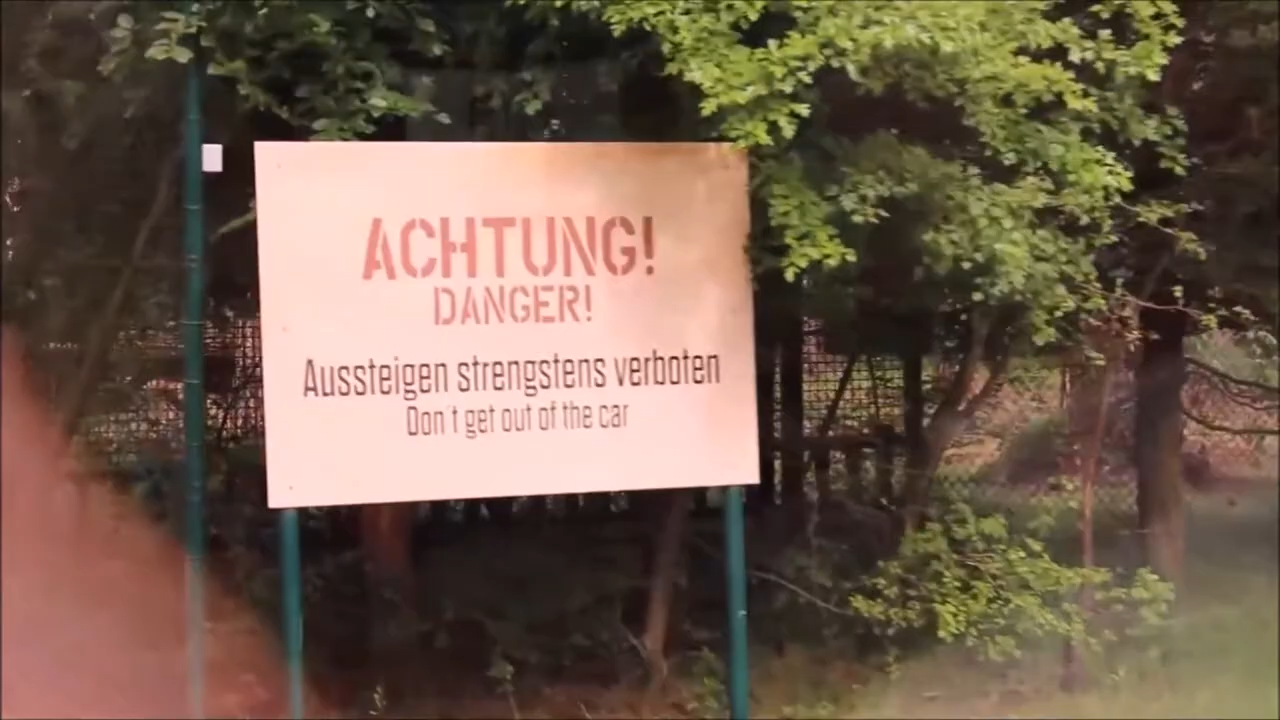 ACHTUNG!
DANGER!
Aussteigen strengstens verboten
Don't get out of the car